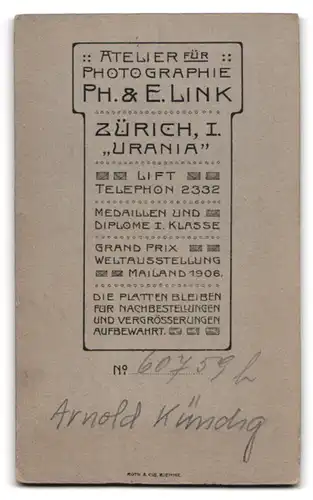 ATELIER FÜR
PHOTOGRAPHIE
PH. & E. LINK
ZÜRICH, I.
„URANIA”
LIFT
TELEPHON 2332
MEDAILLEN UND
DIPLOME I. KLASSE
GRAND PRIX
WELTAUSSTELLUNG
MAILAND 1906.
DIE PLATTEN BLEIBEN
FÜR NACHBESTELLUNGEN
UND VERGRÖSSERUNGEN
AUFBEWAHRT.
No 60759 b
Arnold Kündig